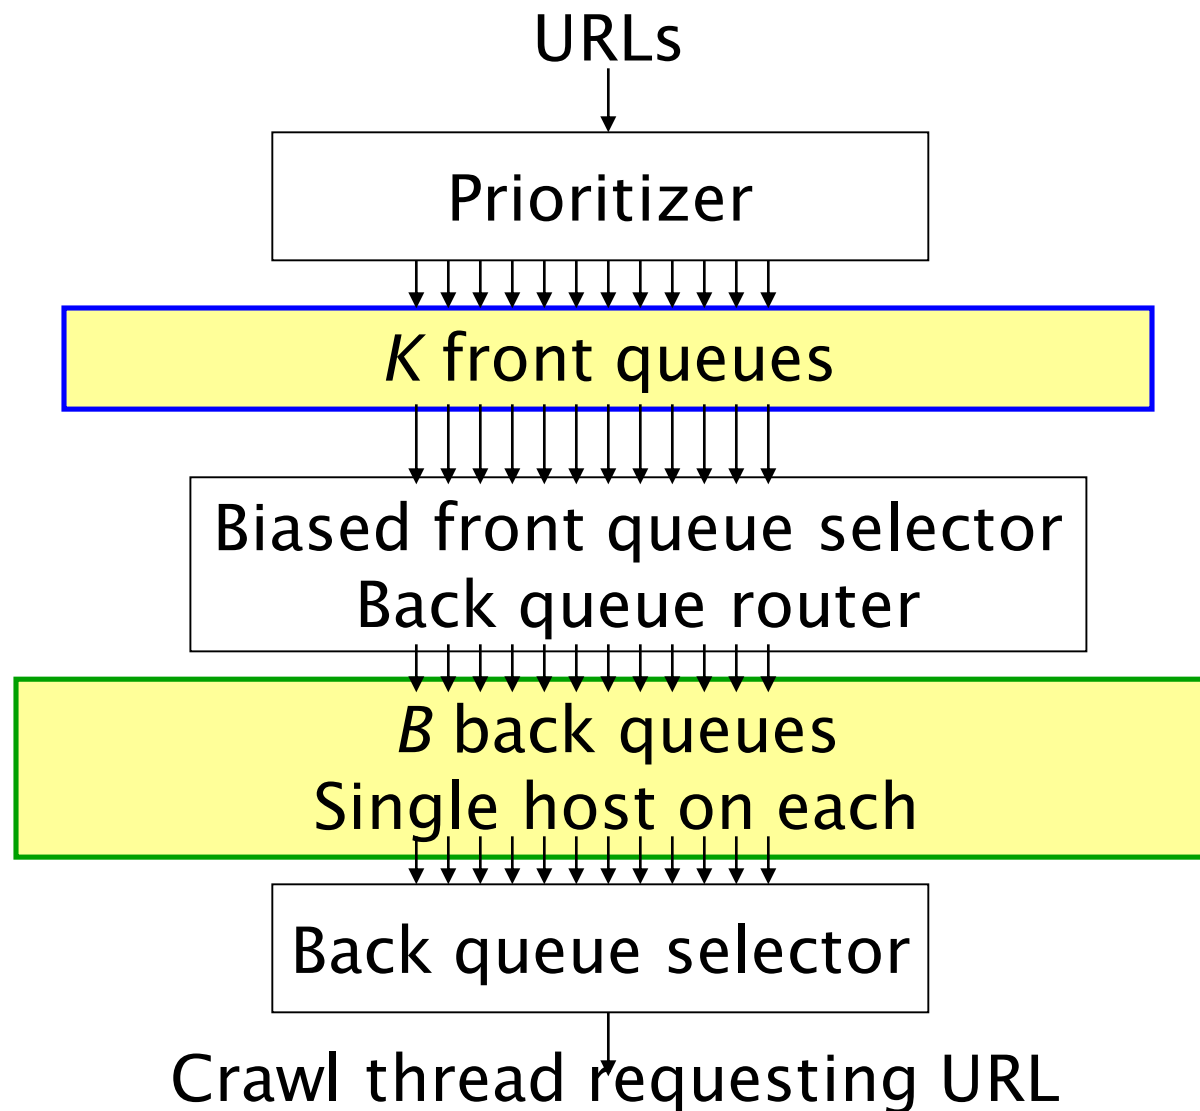 URLs
Prioritizer
K front queues
Biased front queue selector
Back queue router
B back queues
Single host on each
Back queue selector
Crawl thread requesting URL